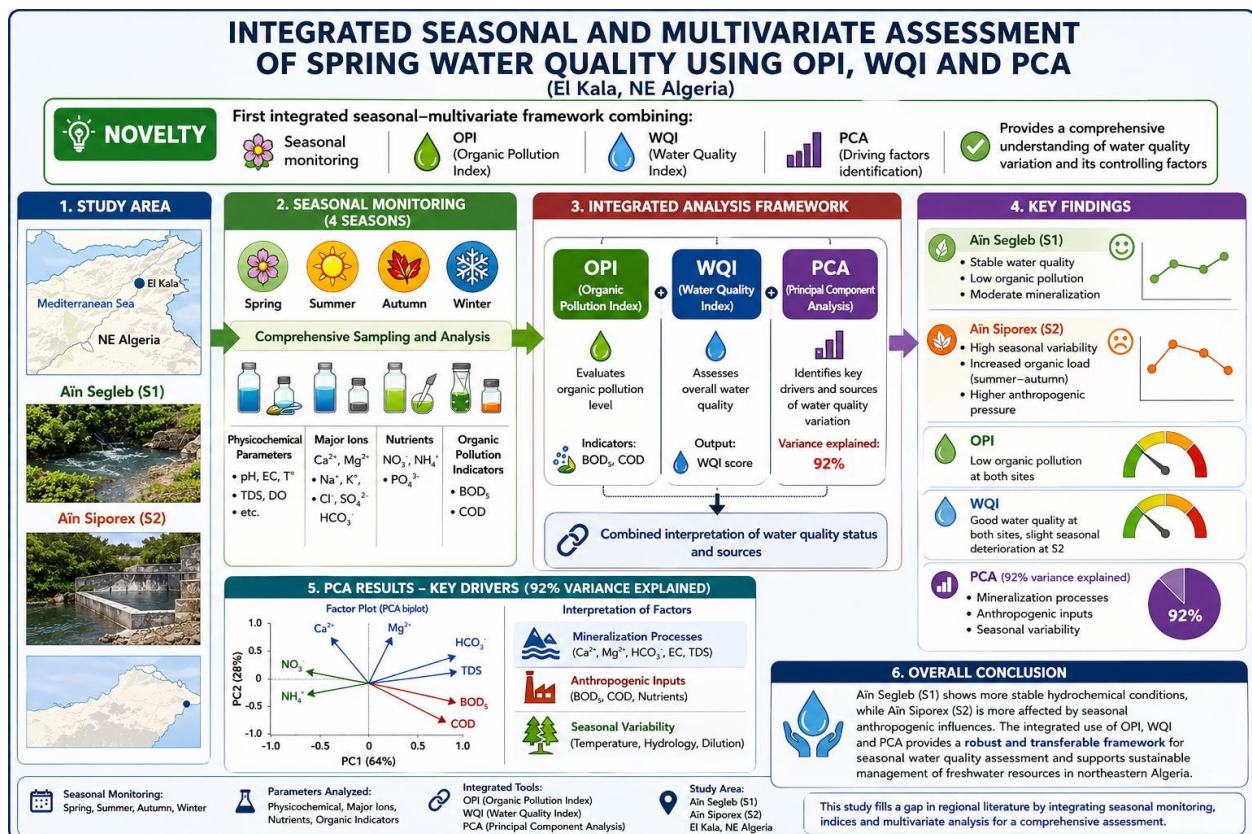 INTEGRATED SEASONAL AND MULTIVARIATE ASSESSMENT
OF SPRING WATER QUALITY USING OPI, WQI AND PCA
(El Kala, NE Algeria)
NOVELTY
First integrated seasonal–multivariate framework combining:
Seasonal
monitoring
OPI
(Organic Pollution
Index)
WQI
(Water Quality
Index)
PCA
(Driving factors
identification)
Provides a comprehensive
understanding of water quality
variation and its controlling factors
1. STUDY AREA
El Kala
Mediterranean Sea
NE Algeria
Aïn Segleb (S1)
Aïn Siporex (S2)
2. SEASONAL MONITORING
(4 SEASONS)
Spring
Summer
Autumn
Winter
Comprehensive Sampling and Analysis
Physicochemical
Parameters
• pH, EC, T°
• TDS, DO
• etc.
Major Ions
Ca²⁺, Mg²⁺
• Na⁺, K⁺,
• Cl⁻, SO₄²⁻
HCO₃⁻
Nutrients
NO₃⁻, NH₄⁺
• PO₄³⁻
Organic
Pollution
Indicators
• BOD₅
• COD
3. INTEGRATED ANALYSIS FRAMEWORK
OPI
(Organic
Pollution Index)
Evaluates
organic pollution
level
Indicators:
BOD₅, COD
WQI
(Water Quality
Index)
Assesses
overall water
quality
Output:
WQI score
PCA
(Principal Component
Analysis)
Identifies key
drivers and sources
of water quality
variation
Variance explained:
92%
Combined interpretation of water quality status
and sources
4. KEY FINDINGS
Aïn Segleb (S1)
• Stable water quality
• Low organic pollution
• Moderate mineralization
Aïn Siporex (S2)
• High seasonal variability
• Increased organic load
(summer–autumn)
• Higher anthropogenic
pressure
OPI
Low organic pollution
at both sites
WQI
Good water quality at
both sites, slight seasonal
deterioration at S2
PCA (92% variance explained)
• Mineralization processes
• Anthropogenic inputs
• Seasonal variability
92%
5. PCA RESULTS – KEY DRIVERS (92% VARIANCE EXPLAINED)
Factor Plot (PCA biplot)
PC2 (28%)
1.0
0.5
0
-0.5
-1.0
Ca²⁺
Mg²⁺
HCO₃⁻
NO₃⁻
TDS
NH₄⁺
BOD₅
COD
-1.0
-0.5
0
0.5
1.0
PC1 (64%)
Interpretation of Factors
Mineralization Processes
(Ca²⁺, Mg²⁺, HCO₃⁻, EC, TDS)
Anthropogenic Inputs
(BOD₅, COD, Nutrients)
Seasonal Variability
(Temperature, Hydrology, Dilution)
6. OVERALL CONCLUSION
Aïn Segleb (S1) shows more stable hydrochemical conditions,
while Aïn Siporex (S2) is more affected by seasonal
anthropogenic influences. The integrated use of OPI, WQI
and PCA provides a robust and transferable framework for
seasonal water quality assessment and supports sustainable
management of freshwater resources in northeastern Algeria.
Seasonal Monitoring:
Spring, Summer, Autumn, Winter
Parameters Analyzed:
Physicochemical, Major Ions,
Nutrients, Organic Indicators
Integrated Tools:
OPI (Organic Pollution Index)
WQI (Water Quality Index)
PCA (Principal Component Analysis)
Study Area:
Aïn Segleb (S1)
Aïn Siporex (S2)
El Kala, NE Algeria
This study fills a gap in regional literature by integrating seasonal monitoring,
indices and multivariate analysis for a comprehensive assessment.